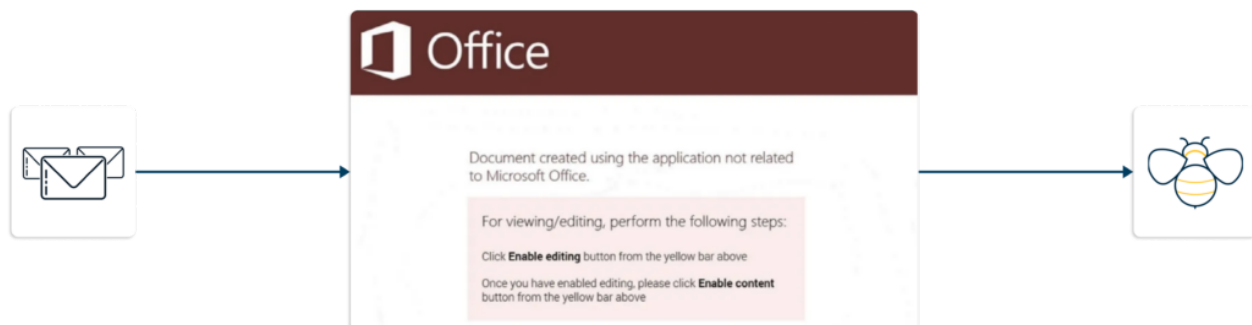 Office
Document created using the application not related
to Microsoft Office.
For viewing/editing, perform the following steps:
Click Enable editing button from the yellow bar above
Once you have enabled editing, please click Enable content
button from the yellow bar above